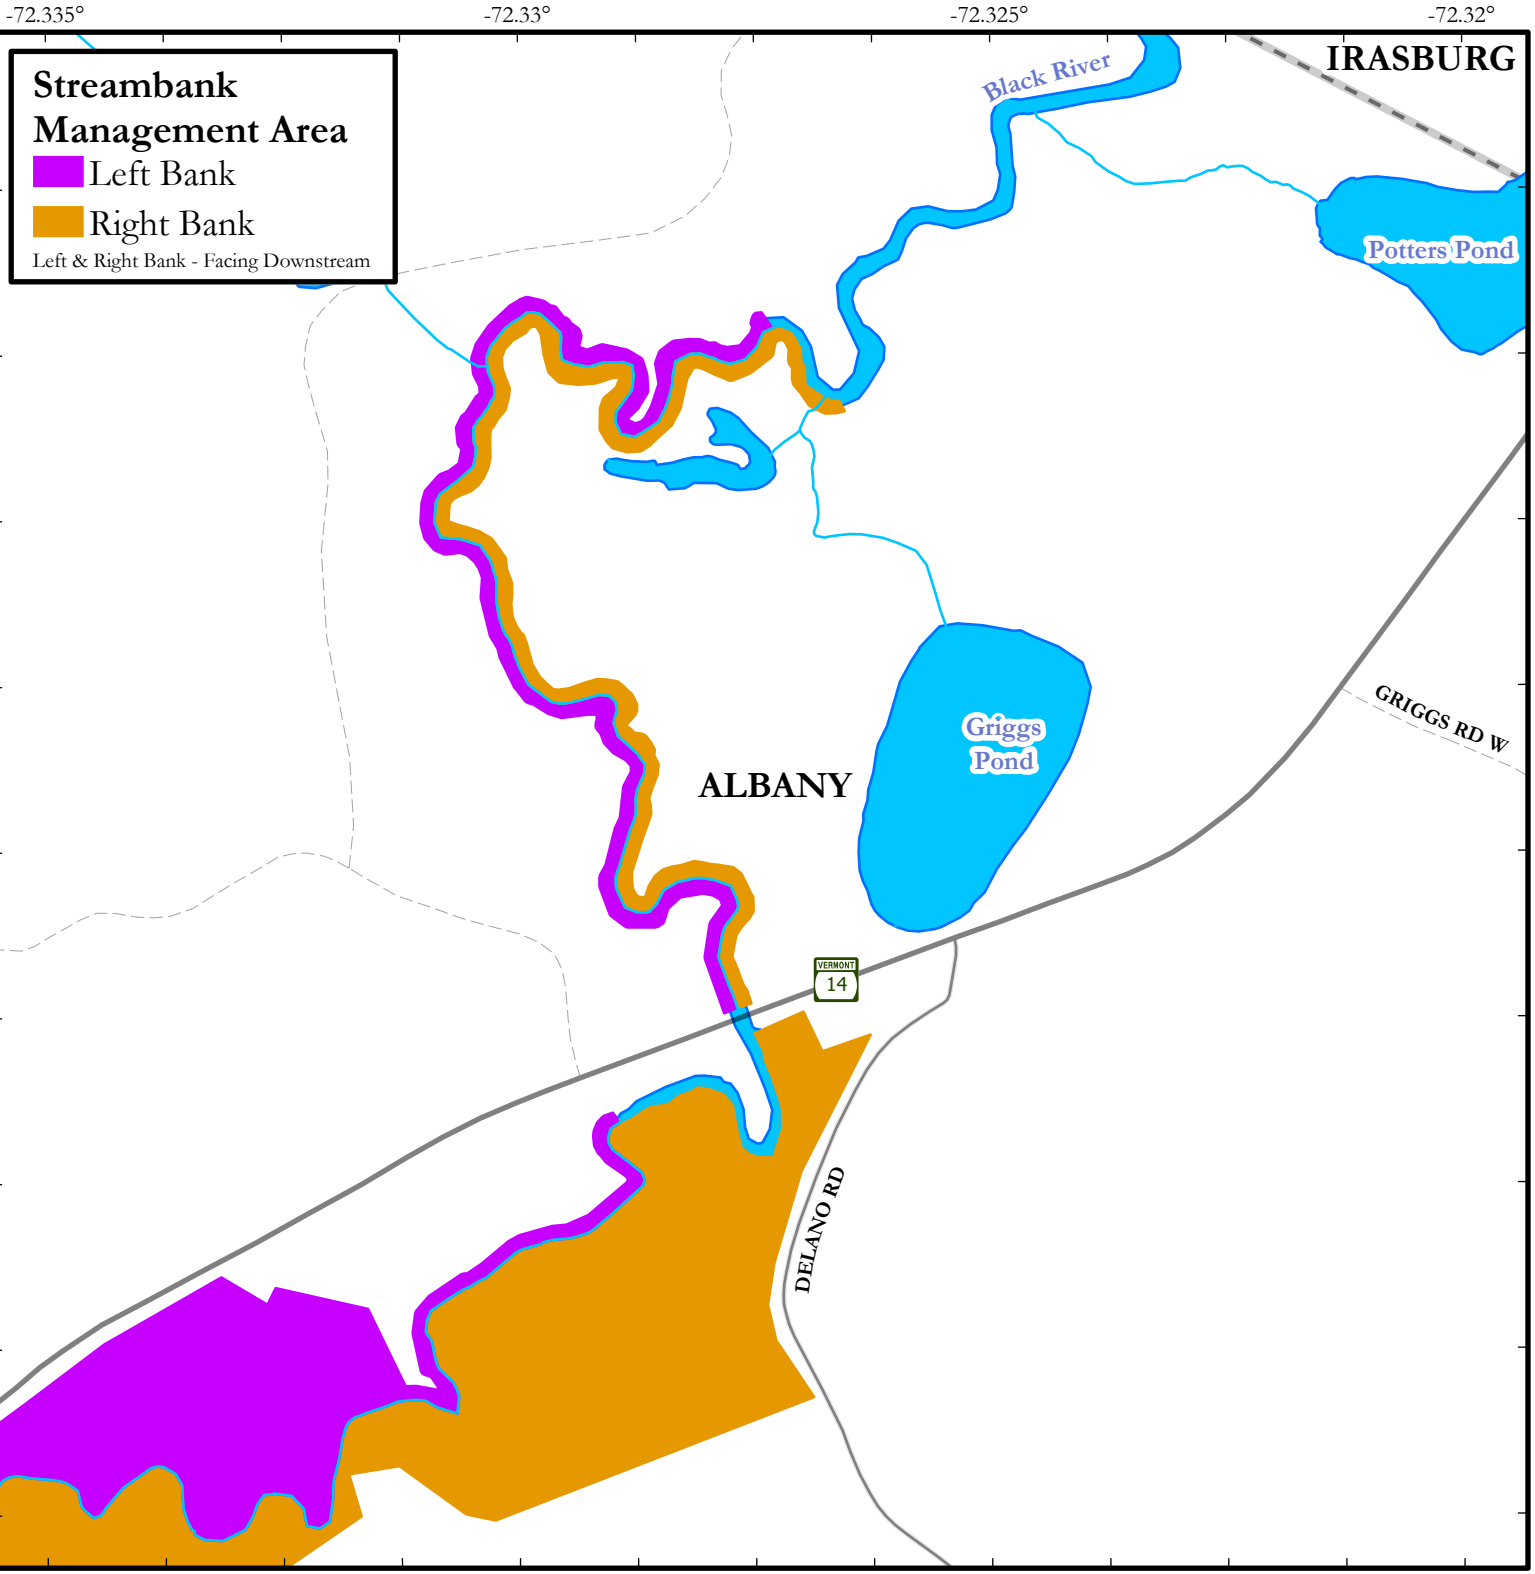 -72.335°
-72.33°
-72.325°
-72.32°
Streambank
Management Area
Left Bank
Right Bank
Left & Right Bank - Facing Downstream
Black River
IRASBURG
Potters Pond
GRIGGS RD W
Griggs
Pond
ALBANY
VERMONT
14
DELANO RD